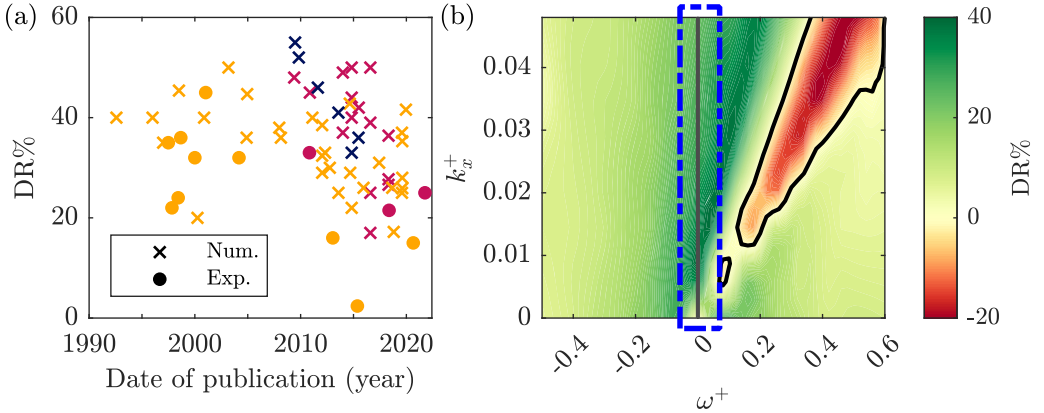 (a)
DR%
60
40
20
0
1990
2000
2010
2020
Date of publication (year)
Num.
Exp.
(b)
k_x^+
0.04
0.03
0.02
0.01
0
-0.4
-0.2
0
0.2
0.4
0.6
ω^+
40
20
0
-20
DR%